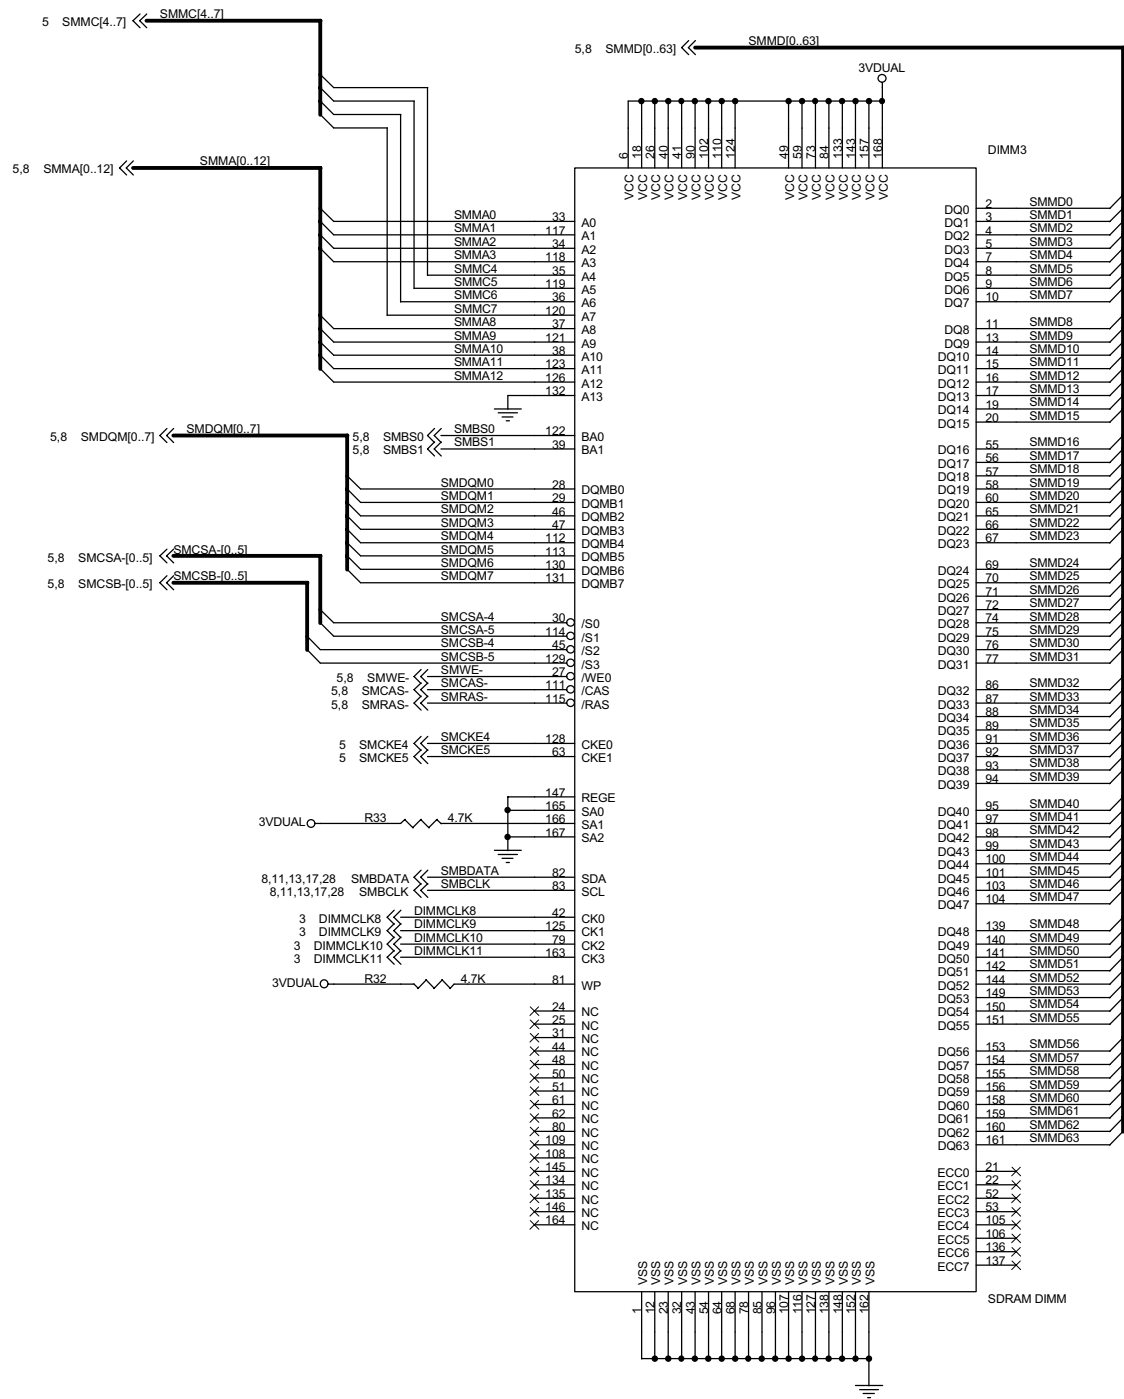 5 SMMC[4..7] SMMC[4..7]
5,8 SMMD[0..63] SMMD[0..63]
3VDUAL
5,8 SMMA[0..12] SMMA[0..12]
DIMM3
6 18 26 40 41 90 102 110 124 49 59 73 84 133 143 157 168
VCC VCC VCC VCC VCC VCC VCC VCC VCC VCC VCC VCC VCC VCC VCC VCC VCC
SMMA0 33 A0
SMMA1 117 A1
SMMA2 34 A2
SMMA3 118 A3
SMMC4 35 A4
SMMC5 119 A5
SMMC6 36 A6
SMMC7 120 A7
SMMA8 37 A8
SMMA9 121 A9
SMMA10 38 A10
SMMA11 123 A11
SMMA12 126 A12
132 A13
5,8 SMDQM[0..7] SMDQM[0..7]
5,8 SMBS0 SMBS0 122 BA0
5,8 SMBS1 SMBS1 39 BA1
SMDQM0 28 DQMB0
SMDQM1 29 DQMB1
SMDQM2 46 DQMB2
SMDQM3 47 DQMB3
SMDQM4 112 DQMB4
SMDQM5 113 DQMB5
SMDQM6 130 DQMB6
SMDQM7 131 DQMB7
5,8 SMCSA-[0..5] SMCSA-[0..5]
5,8 SMCSB-[0..5] SMCSB-[0..5]
SMCSA-4 30 /S0
SMCSA-5 114 /S1
SMCSB-4 45 /S2
SMCSB-5 129 /S3
5,8 SMWE- SMWE- 27 /WE0
5,8 SMCAS- SMCAS- 111 /CAS
5,8 SMRAS- SMRAS- 115 /RAS
5 SMCKE4 SMCKE4 128 CKE0
5 SMCKE5 SMCKE5 63 CKE1
147 REGE
165 SA0
3VDUAL R33 4.7K 166 SA1
167 SA2
8,11,13,17,28 SMBDATA SMBDATA 82 SDA
8,11,13,17,28 SMBCLK SMBCLK 83 SCL
3 DIMMCLK8 DIMMCLK8 42 CK0
3 DIMMCLK9 DIMMCLK9 125 CK1
3 DIMMCLK10 DIMMCLK10 79 CK2
3 DIMMCLK11 DIMMCLK11 163 CK3
3VDUAL R32 4.7K 81 WP
24 NC
25 NC
31 NC
44 NC
48 NC
50 NC
51 NC
61 NC
62 NC
80 NC
109 NC
108 NC
145 NC
134 NC
135 NC
146 NC
164 NC
DQ0 2 SMMD0
DQ1 3 SMMD1
DQ2 4 SMMD2
DQ3 5 SMMD3
DQ4 7 SMMD4
DQ5 8 SMMD5
DQ6 9 SMMD6
DQ7 10 SMMD7
DQ8 11 SMMD8
DQ9 13 SMMD9
DQ10 14 SMMD10
DQ11 15 SMMD11
DQ12 16 SMMD12
DQ13 17 SMMD13
DQ14 19 SMMD14
DQ15 20 SMMD15
DQ16 55 SMMD16
DQ17 56 SMMD17
DQ18 57 SMMD18
DQ19 58 SMMD19
DQ20 60 SMMD20
DQ21 65 SMMD21
DQ22 66 SMMD22
DQ23 67 SMMD23
DQ24 69 SMMD24
DQ25 70 SMMD25
DQ26 71 SMMD26
DQ27 72 SMMD27
DQ28 74 SMMD28
DQ29 75 SMMD29
DQ30 76 SMMD30
DQ31 77 SMMD31
DQ32 86 SMMD32
DQ33 87 SMMD33
DQ34 88 SMMD34
DQ35 89 SMMD35
DQ36 91 SMMD36
DQ37 92 SMMD37
DQ38 93 SMMD38
DQ39 94 SMMD39
DQ40 95 SMMD40
DQ41 97 SMMD41
DQ42 98 SMMD42
DQ43 99 SMMD43
DQ44 100 SMMD44
DQ45 101 SMMD45
DQ46 103 SMMD46
DQ47 104 SMMD47
DQ48 139 SMMD48
DQ49 140 SMMD49
DQ50 141 SMMD50
DQ51 142 SMMD51
DQ52 144 SMMD52
DQ53 149 SMMD53
DQ54 150 SMMD54
DQ55 151 SMMD55
DQ56 153 SMMD56
DQ57 154 SMMD57
DQ58 155 SMMD58
DQ59 156 SMMD59
DQ60 158 SMMD60
DQ61 159 SMMD61
DQ62 160 SMMD62
DQ63 161 SMMD63
ECC0 21
ECC1 22
ECC2 52
ECC3 53
ECC4 105
ECC5 106
ECC6 136
ECC7 137
VSS VSS VSS VSS VSS VSS VSS VSS VSS VSS VSS VSS VSS VSS VSS VSS VSS VSS
SDRAM DIMM
1 12 23 32 43 54 64 68 78 85 96 107 116 127 138 148 152 162